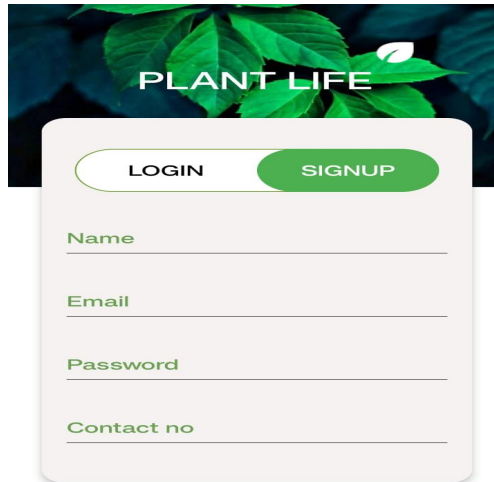 PLANT LIFE
LOGIN SIGNUP
Name
Email
Password
Contact no